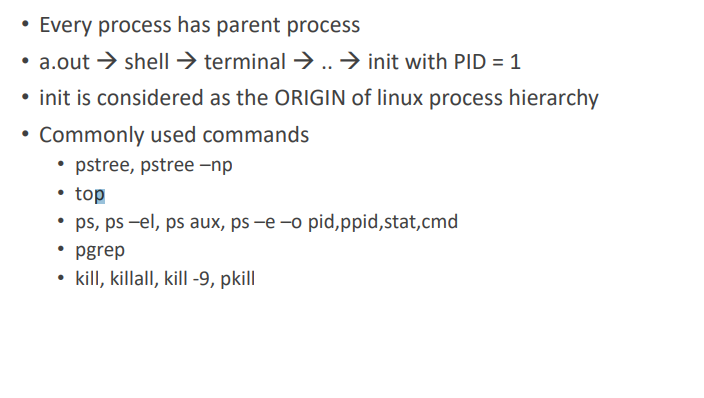 • Every process has parent process
• a.out → shell → terminal → .. → init with PID = 1
• init is considered as the ORIGIN of linux process hierarchy
• Commonly used commands
• pstree, pstree –np
• top
• ps, ps –el, ps aux, ps –e –o pid,ppid,stat,cmd
• pgrep
• kill, killall, kill -9, pkill